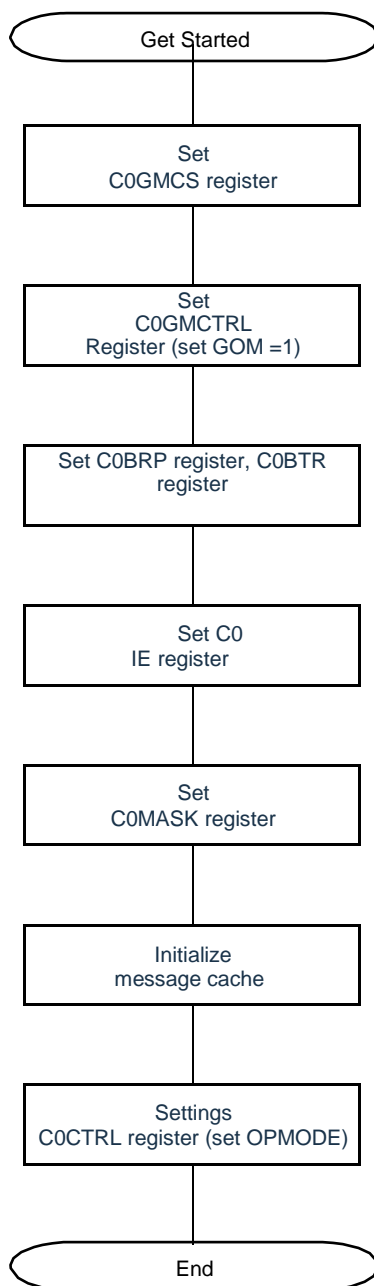 Get Started
Set
C0GMCS register
Set
C0GMCTRL
Register (set GOM =1)
Set C0BRP register, C0BTR
register
Set C0
IE register
Set
C0MASK register
Initialize
message cache
Settings
C0CTRL register (set OPMODE)
End